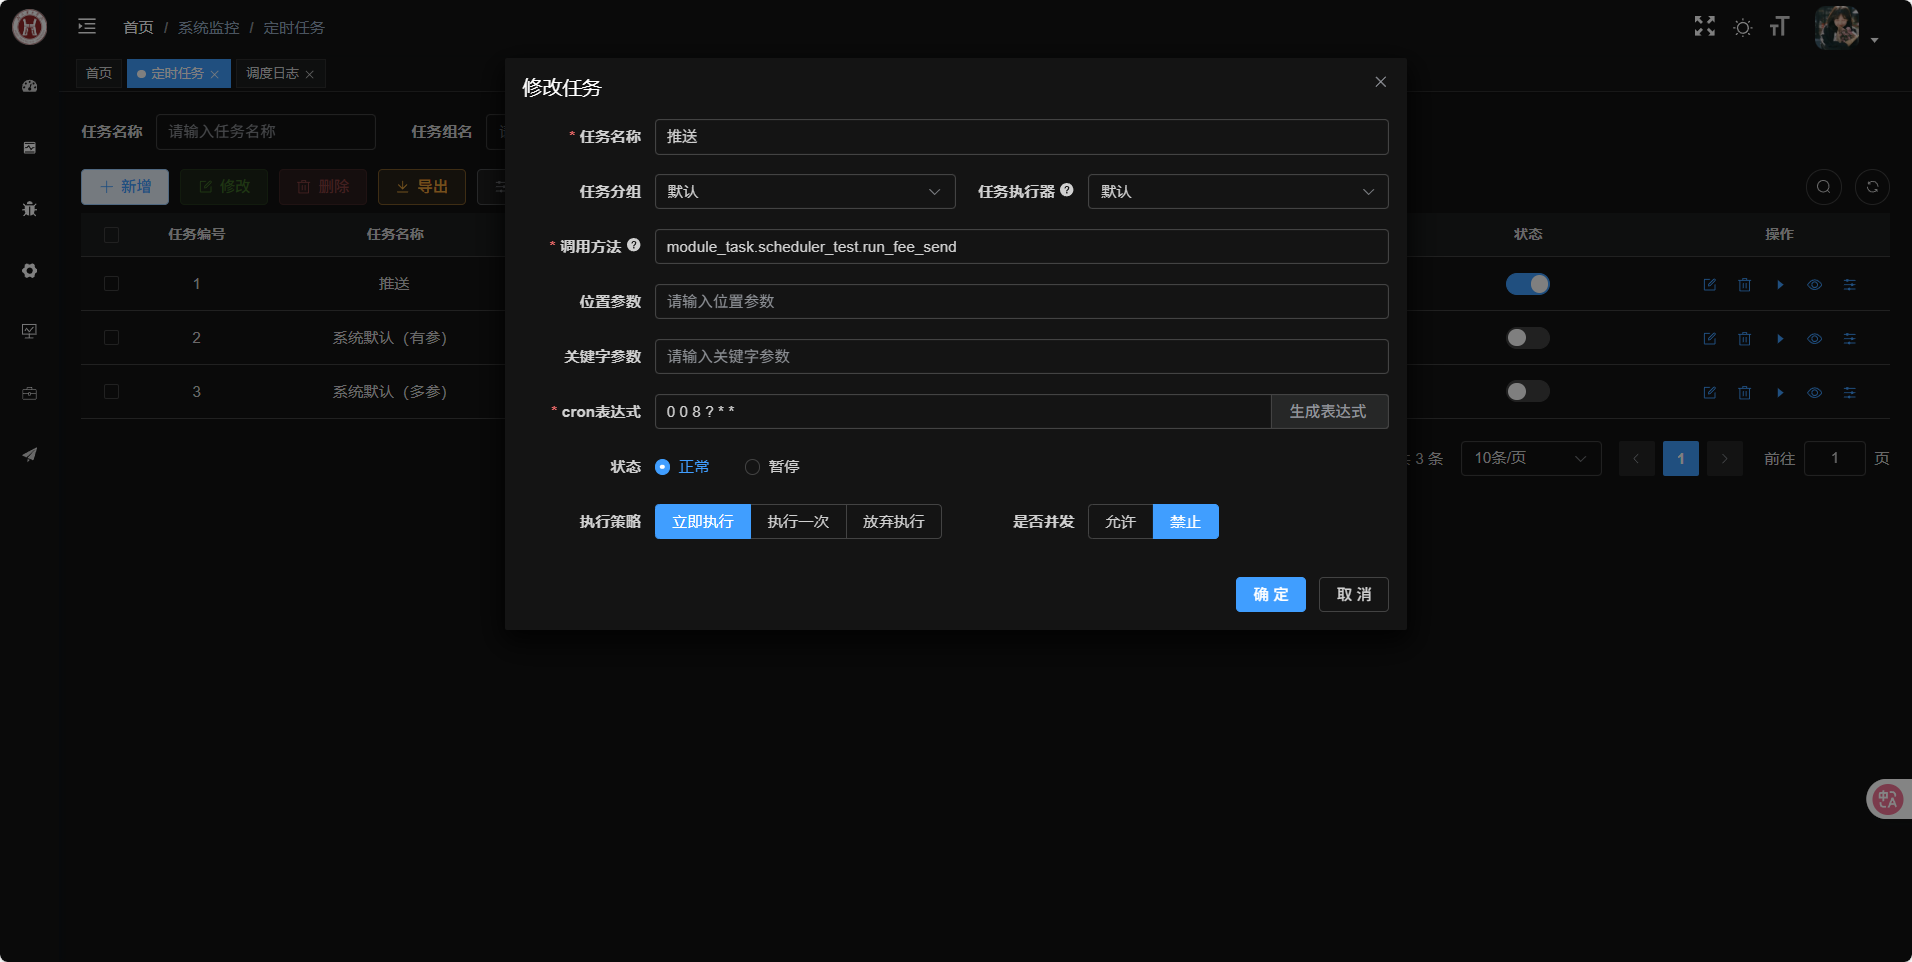 首页 / 系统监控 / 定时任务
首页
定时任务
调度日志
任务名称 请输入任务名称 任务组名
新增 修改 删除 导出
任务编号 任务名称 状态 操作
1 推送
2 系统默认（有参）
3 系统默认（多参）
3 条 10条/页 1 前往 1 页
修改任务
* 任务名称 推送
任务分组 默认 任务执行器 默认
* 调用方法 module_task.scheduler_test.run_fee_send
位置参数 请输入位置参数
关键字参数 请输入关键字参数
* cron表达式 0 0 8 ? * * 生成表达式
状态 正常 暂停
执行策略 立即执行 执行一次 放弃执行 是否并发 允许 禁止
确 定 取 消